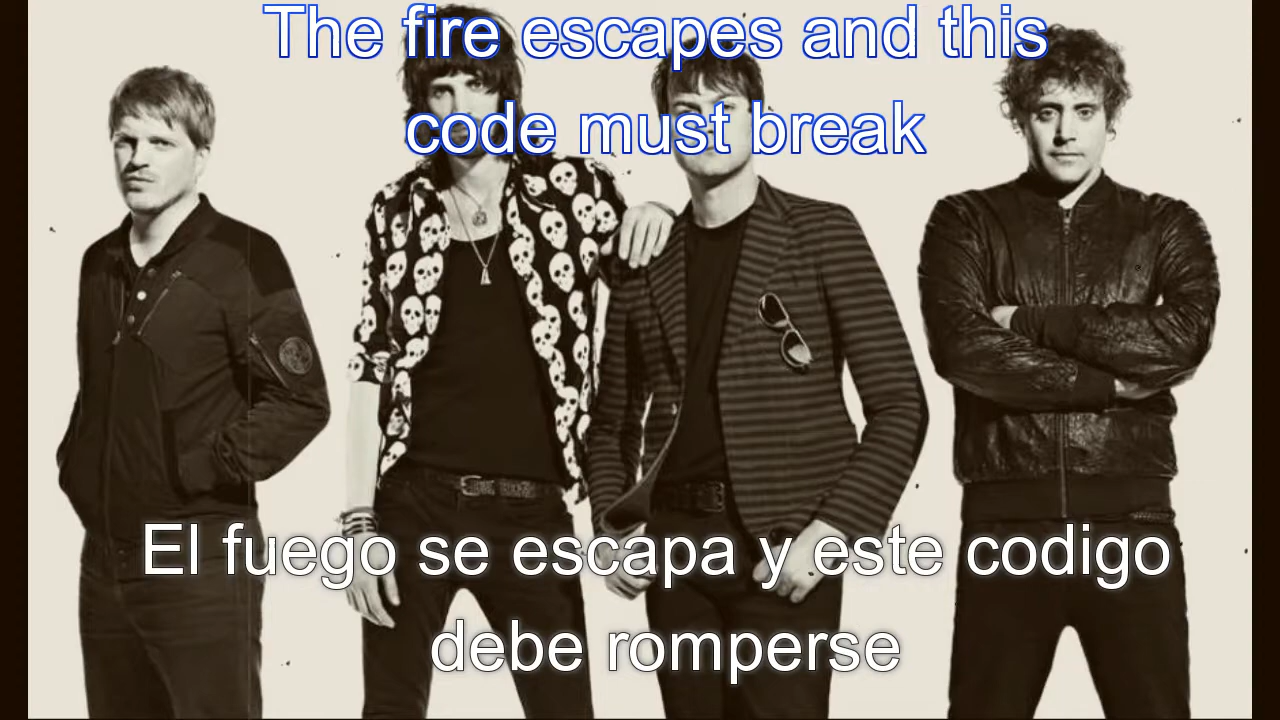 The fire escapes and this
code must break
El fuego se escapa y este codigo
debe romperse